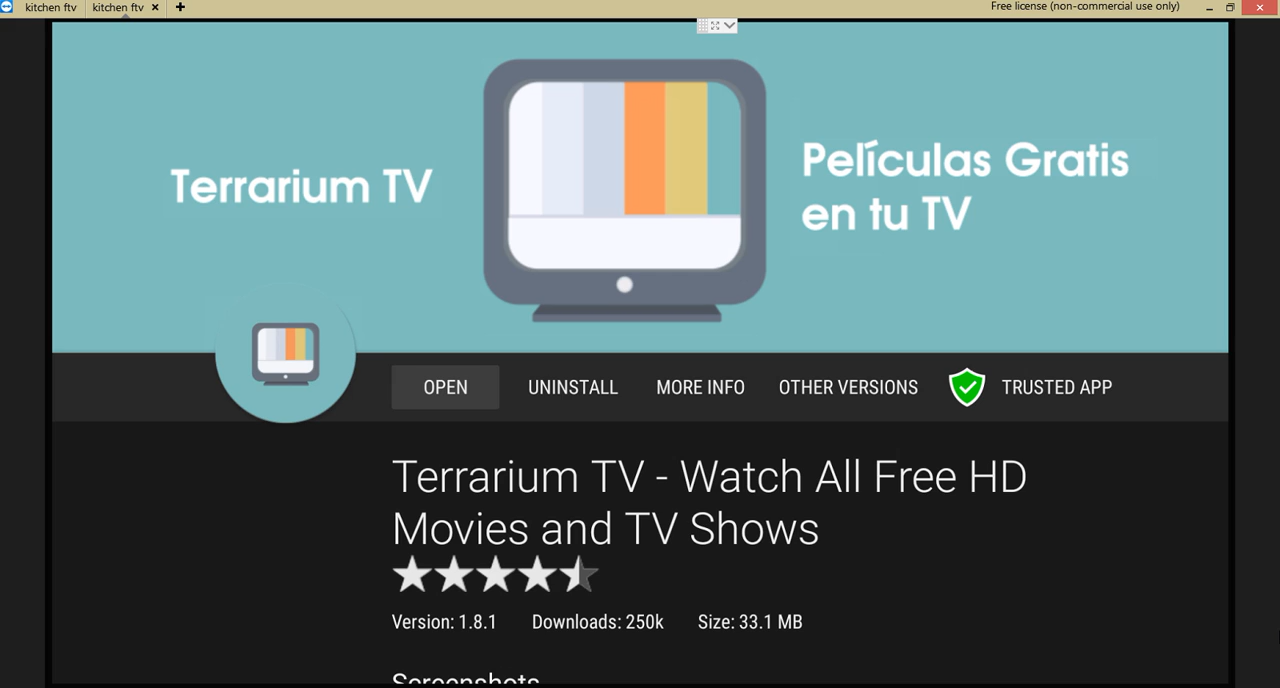 kitchen ftv
kitchen ftv
Free license (non-commercial use only)
Terrarium TV
Películas Gratis
en tu TV
OPEN
UNINSTALL
MORE INFO
OTHER VERSIONS
TRUSTED APP
Terrarium TV - Watch All Free HD
Movies and TV Shows
Version: 1.8.1
Downloads: 250k
Size: 33.1 MB
Screenshots